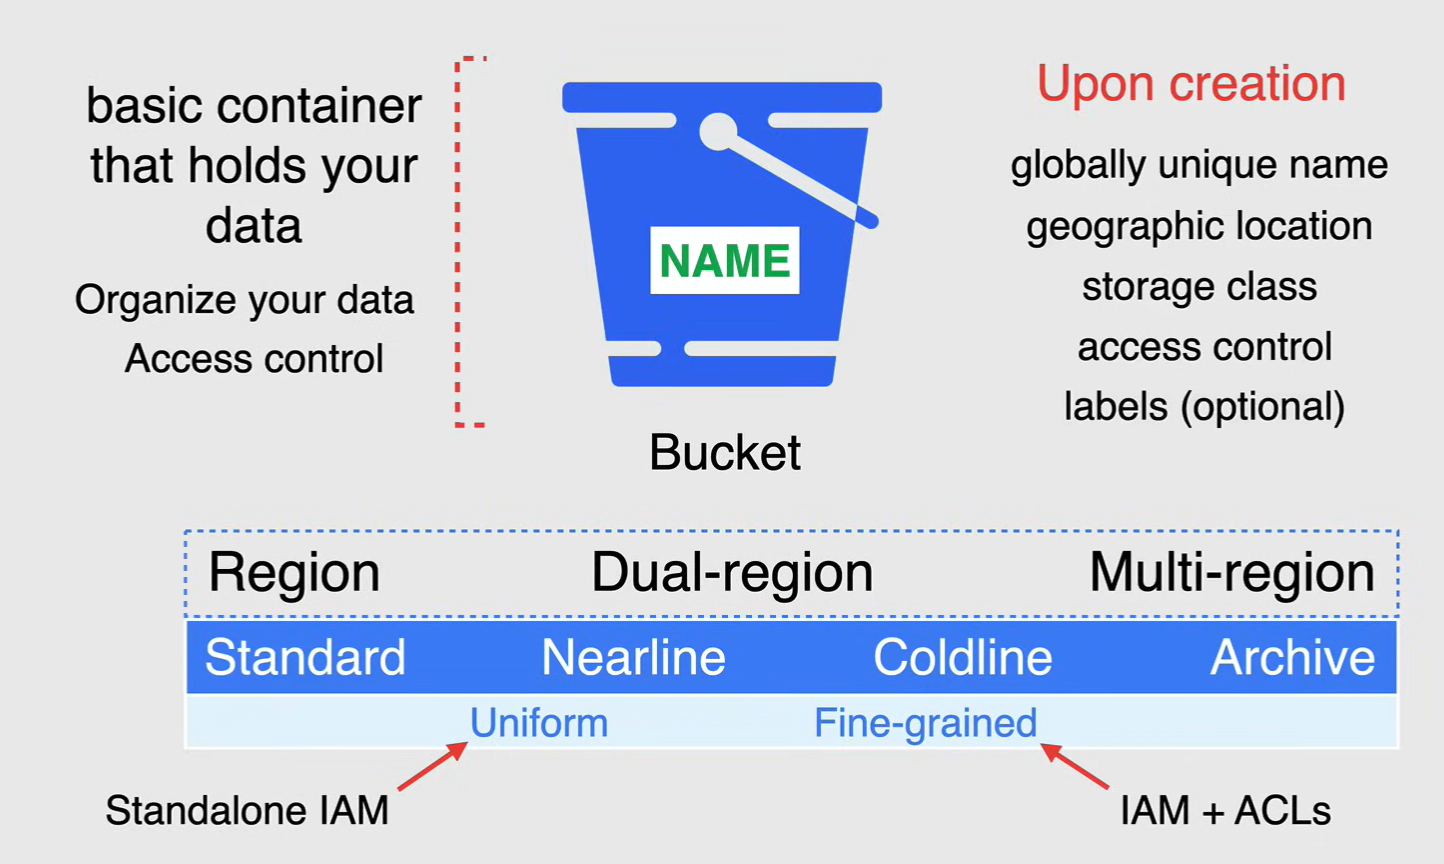 basic container
that holds your
data
Organize your data
Access control
NAME
Bucket
Upon creation
globally unique name
geographic location
storage class
access control
labels (optional)
Region Dual-region Multi-region
Standard Nearline Coldline Archive
Uniform Fine-grained
Standalone IAM IAM + ACLs